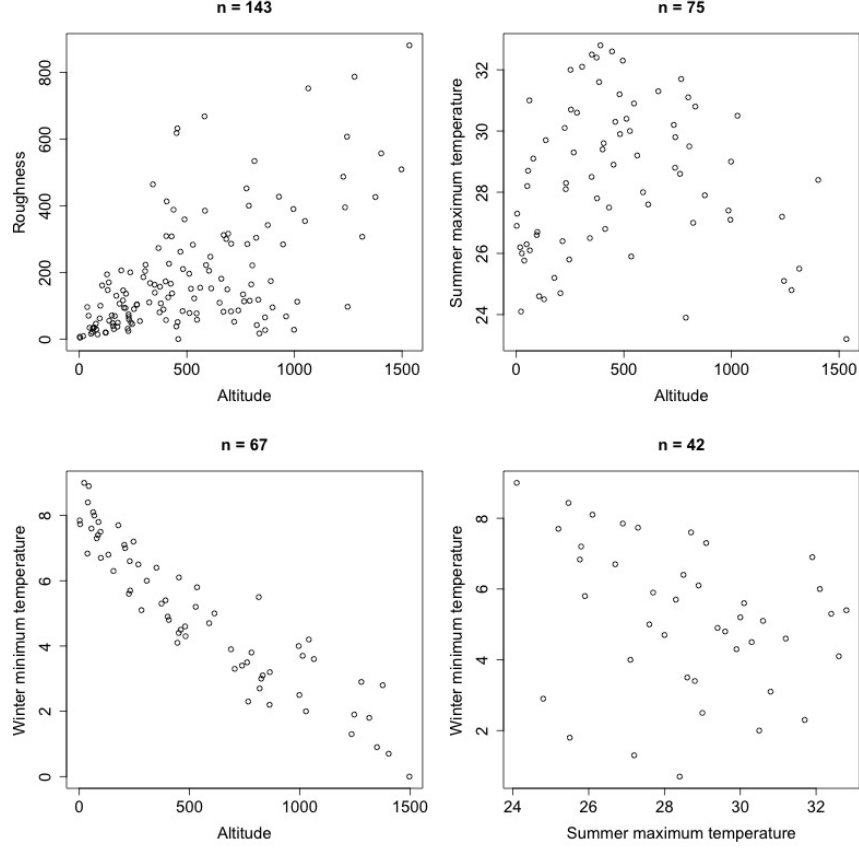 n = 143
Roughness
0 200 400 600 800
0 500 1000 1500
Altitude
n = 75
Summer maximum temperature
24 26 28 30 32
0 500 1000 1500
Altitude
n = 67
Winter minimum temperature
0 2 4 6 8
0 500 1000 1500
Altitude
n = 42
Winter minimum temperature
2 4 6 8
24 26 28 30 32
Summer maximum temperature